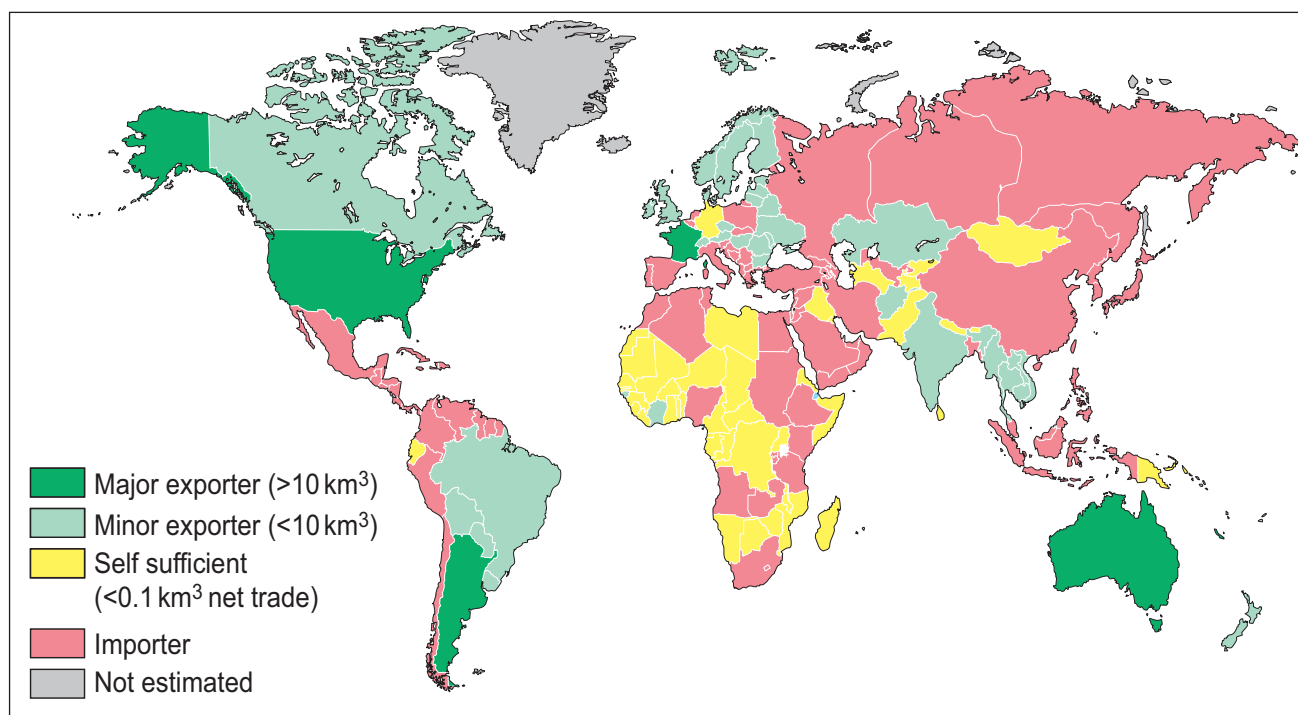 Major exporter (>10 km³)
Minor exporter (<10 km³)
Self sufficient
(<0.1 km³ net trade)
Importer
Not estimated